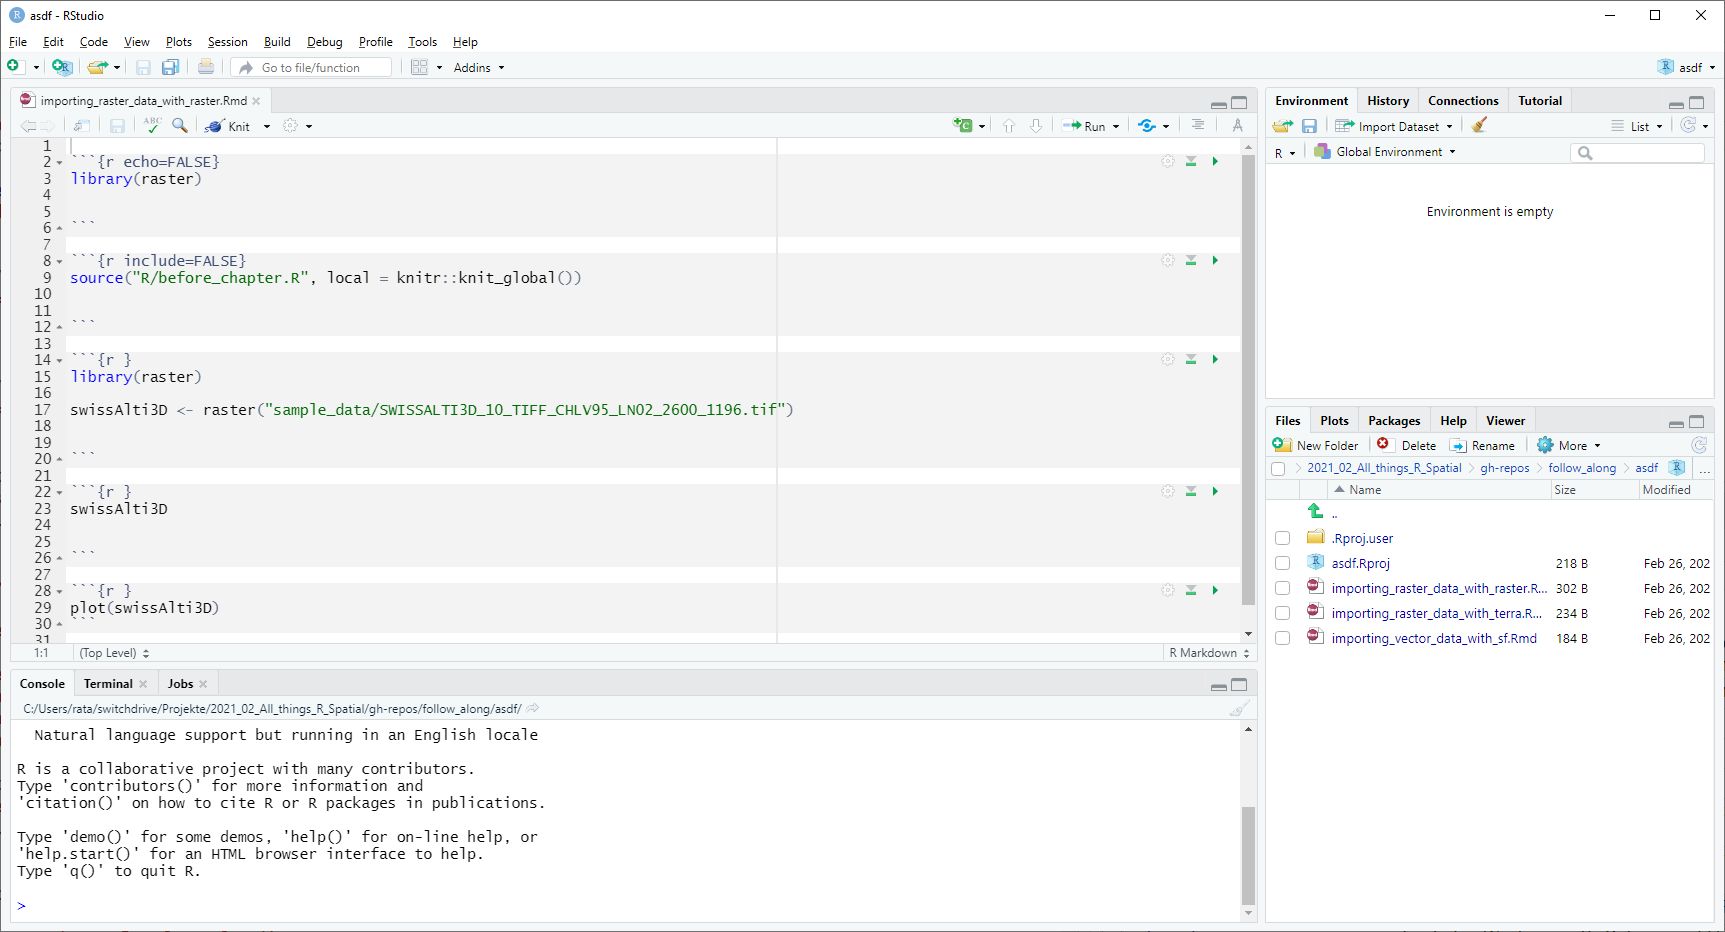 asdf - RStudio
File Edit Code View Plots Session Build Debug Profile Tools Help
Go to file/function Addins asdf
importing_raster_data_with_raster.Rmd
ABC Knit Run
1
2 ```{r echo=FALSE}
3 library(raster)
4
5
6 ```
7
8 ```{r include=FALSE}
9 source("R/before_chapter.R", local = knitr::knit_global())
10
11
12 ```
13
14 ```{r }
15 library(raster)
16
17 swissAlti3D <- raster("sample_data/SWISSALTI3D_10_TIFF_CHLV95_LN02_2600_1196.tif")
18
19
20 ```
21
22 ```{r }
23 swissAlti3D
24
25
26 ```
27
28 ```{r }
29 plot(swissAlti3D)
30 ```
31
1:1 (Top Level) R Markdown
Console Terminal Jobs
C:/Users/rata/switchdrive/Projekte/2021_02_All_things_R_Spatial/gh-repos/follow_along/asdf/
Natural language support but running in an English locale
R is a collaborative project with many contributors.
Type 'contributors()' for more information and
'citation()' on how to cite R or R packages in publications.
Type 'demo()' for some demos, 'help()' for on-line help, or
'help.start()' for an HTML browser interface to help.
Type 'q()' to quit R.
>
Environment History Connections Tutorial
Import Dataset List
R Global Environment
Environment is empty
Files Plots Packages Help Viewer
New Folder Delete Rename More
2021_02_All_things_R_Spatial gh-repos follow_along asdf ...
Name Size Modified
..
.Rproj.user
asdf.Rproj 218 B Feb 26, 202
importing_raster_data_with_raster.R... 302 B Feb 26, 202
importing_raster_data_with_terra.R... 234 B Feb 26, 202
importing_vector_data_with_sf.Rmd 184 B Feb 26, 202